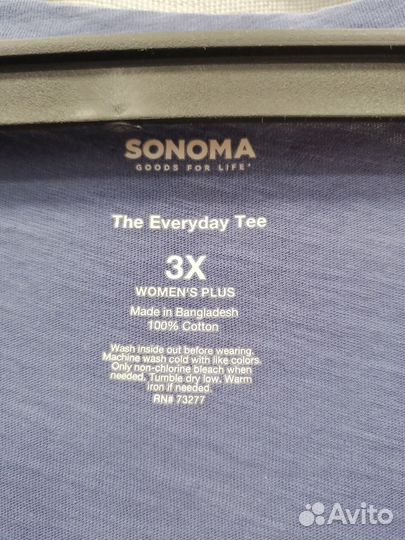 SONOMA
GOODS FOR LIFE
The Everyday Tee
3X
WOMEN'S PLUS
Made in Bangladesh
100% Cotton
Wash inside out before wearing.
Machine wash cold with like colors.
Only non-chlorine bleach when
needed. Tumble dry low. Warm
iron if needed.
RN# 73277
Avito